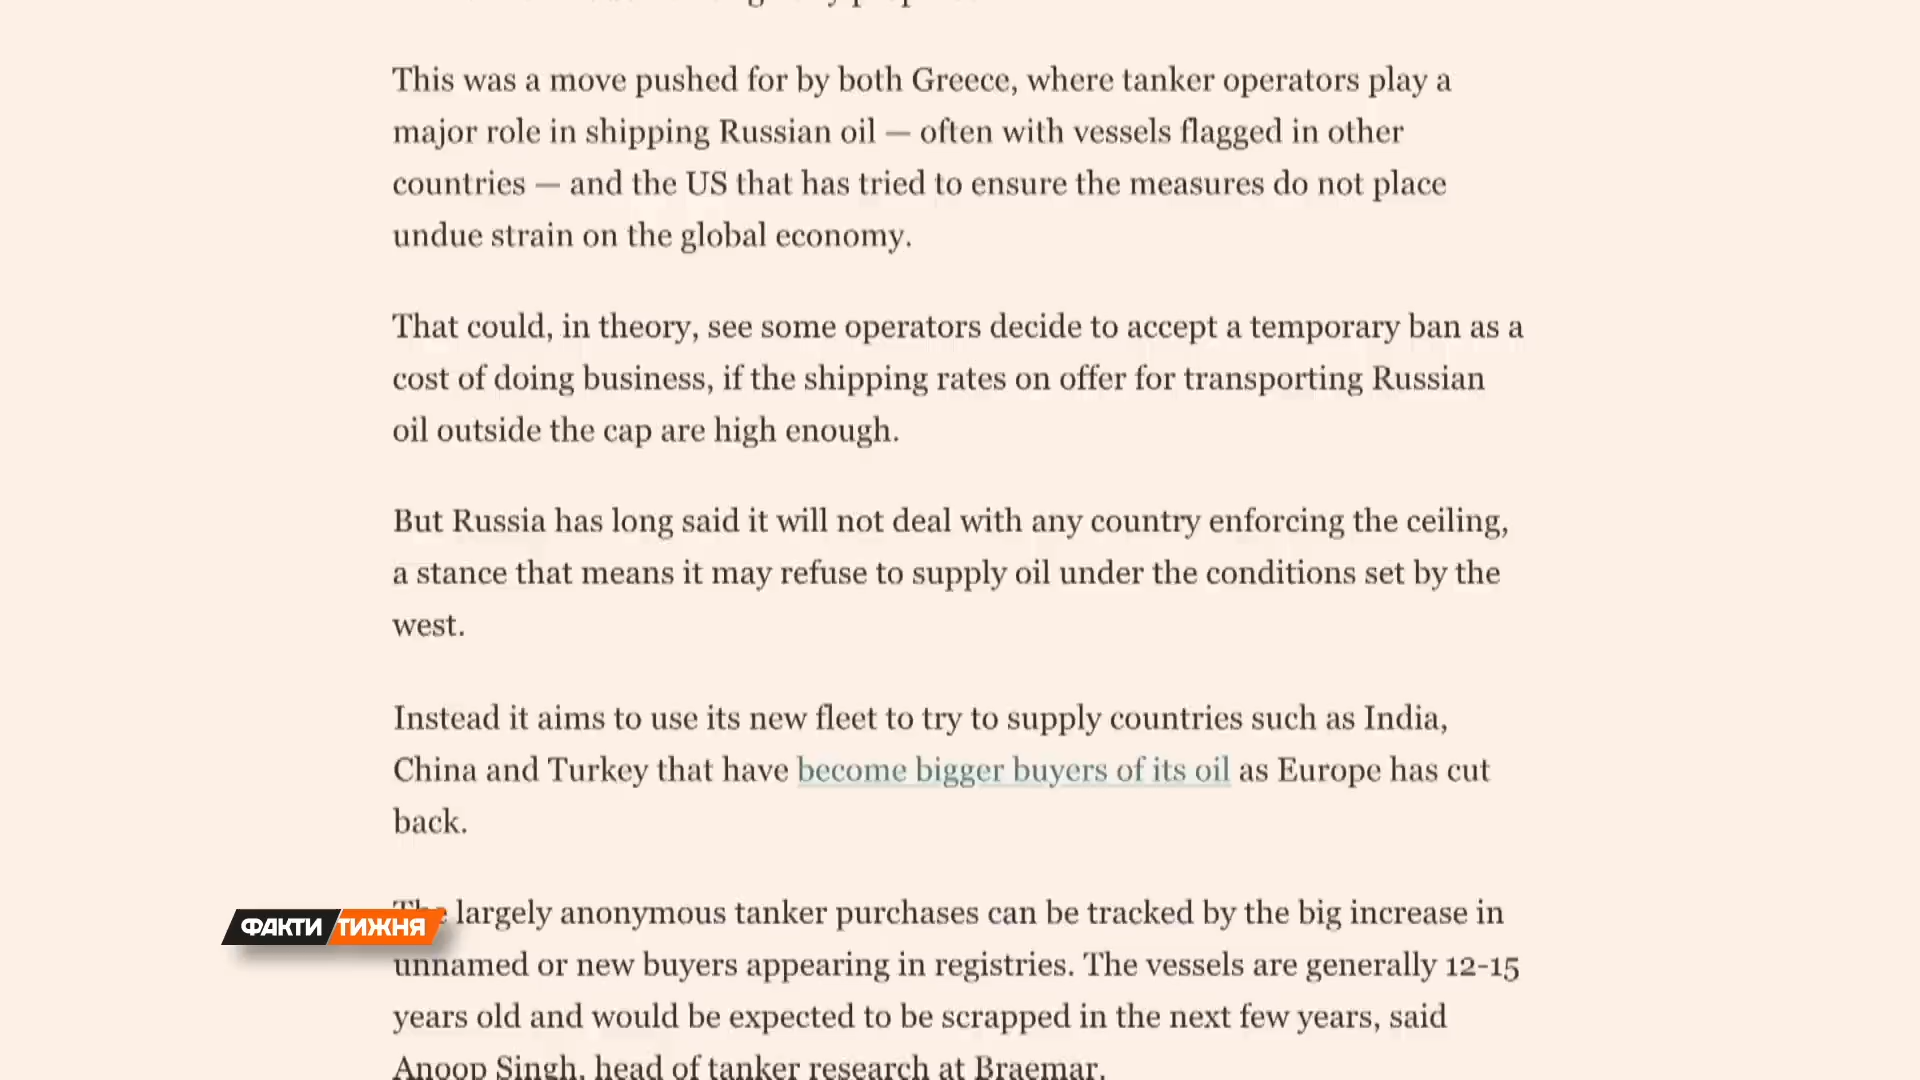 This was a move pushed for by both Greece, where tanker operators play a
major role in shipping Russian oil — often with vessels flagged in other
countries — and the US that has tried to ensure the measures do not place
undue strain on the global economy.
That could, in theory, see some operators decide to accept a temporary ban as a
cost of doing business, if the shipping rates on offer for transporting Russian
oil outside the cap are high enough.
But Russia has long said it will not deal with any country enforcing the ceiling,
a stance that means it may refuse to supply oil under the conditions set by the
west.
Instead it aims to use its new fleet to try to supply countries such as India,
China and Turkey that have become bigger buyers of its oil as Europe has cut
back.
The largely anonymous tanker purchases can be tracked by the big increase in
ФАКТИ ТИЖНЯ
unnamed or new buyers appearing in registries. The vessels are generally 12-15
years old and would be expected to be scrapped in the next few years, said
Anoop Singh, head of tanker research at Braemar.